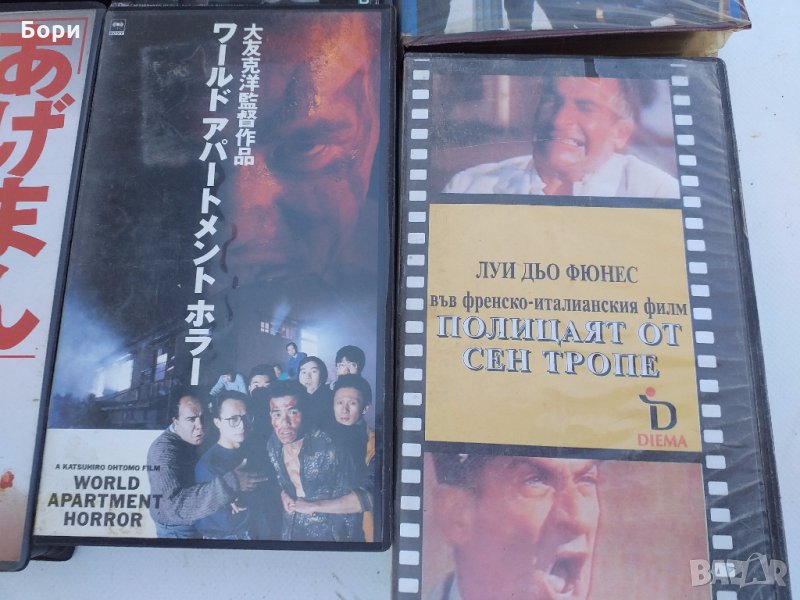 Бори
「あげまん」
SONY
大友克洋監督作品
ワールド アパートメント ホラー
A KATSUHIRO OHTOMO FILM
WORLD
APARTMENT
HORROR
ЛУИ ДЬО ФЮНЕС
във френско-италианския филм
ПОЛИЦАЯТ ОТ
СЕН ТРОПЕ
DIEMA
BAZAR